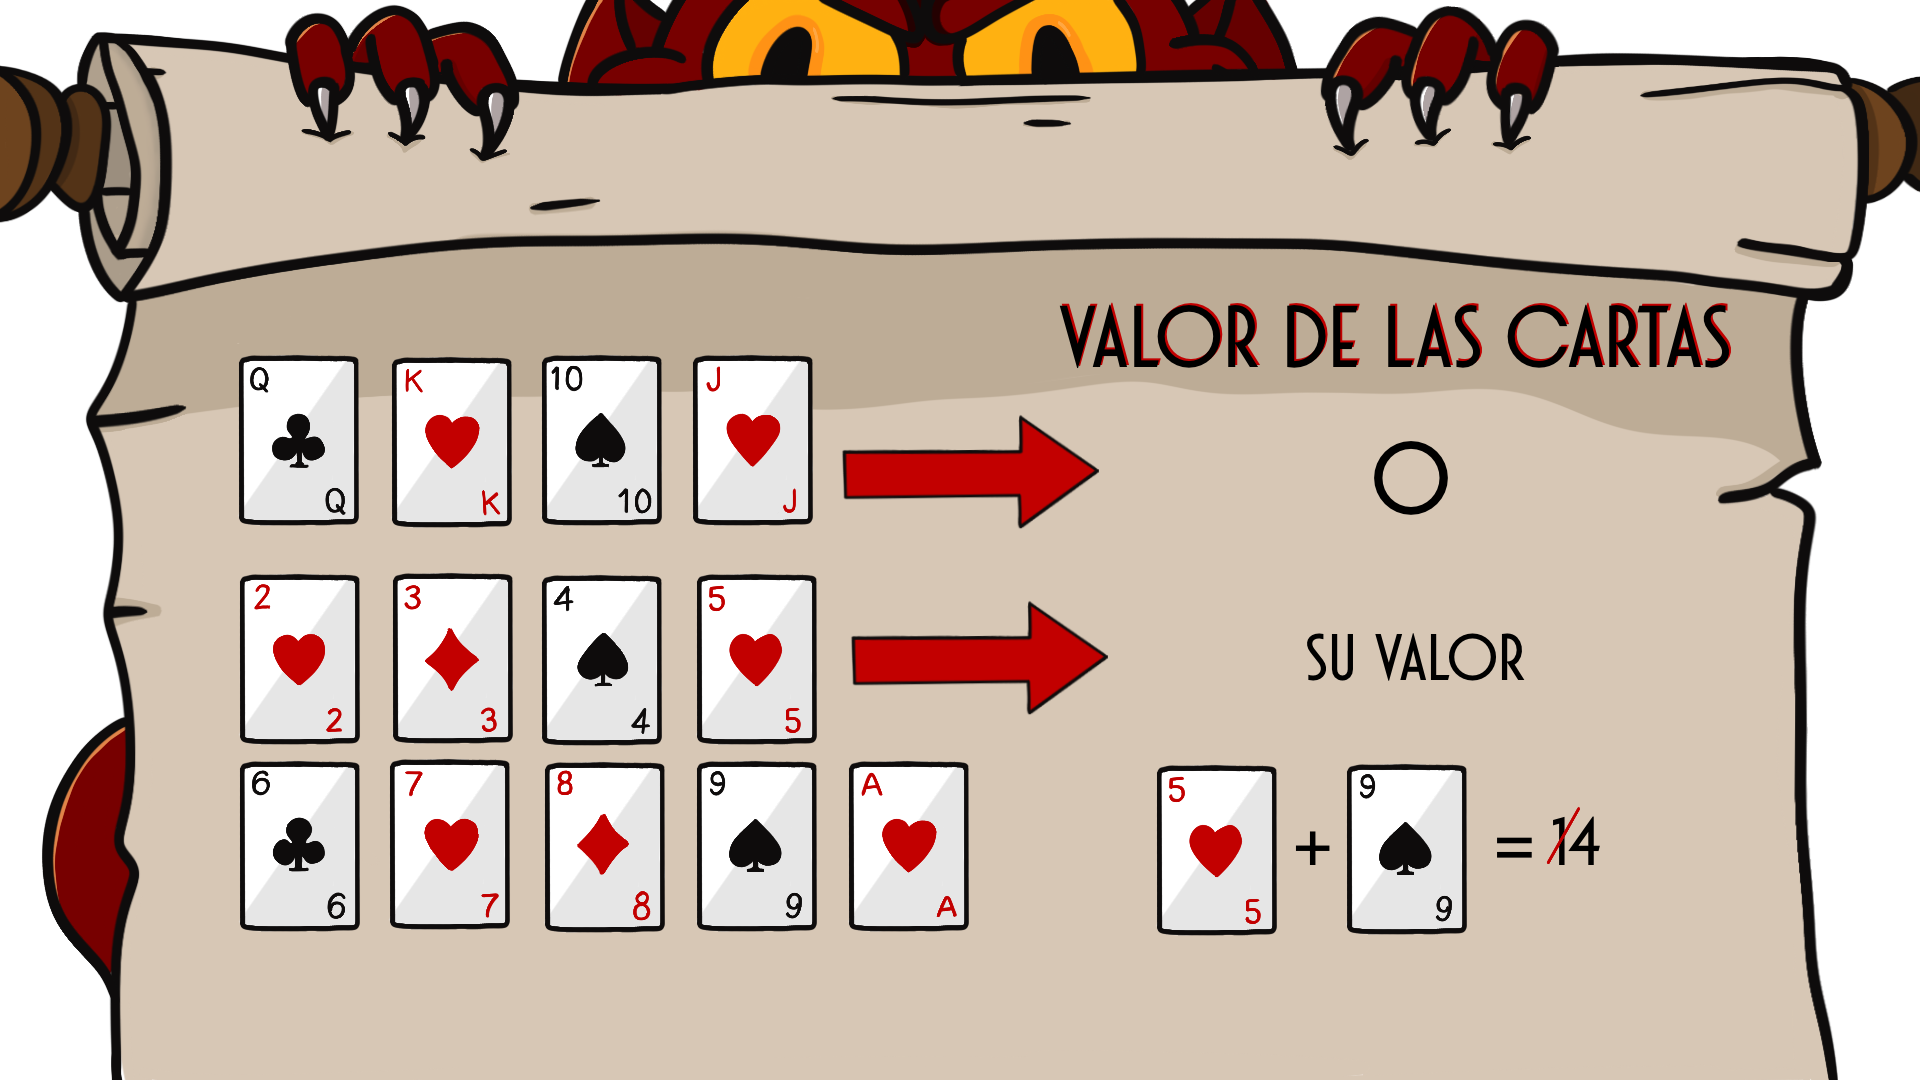 VALOR DE LAS CARTAS
Q K 10 J
Q K 10 J
O
2 3 4 5
2 3 4 5
SU VALOR
6 7 8 9 A
6 7 8 9 A
5 + 9 = 14
5 9